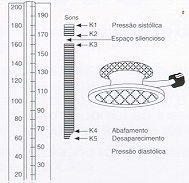 Sons
200
190
180
170
160
150
140
130
120
110
100
90
80
70
60
50
40
30
20
K1 Pressão sistólica
K2
Espaço silencioso
K3
K4 Abafamento
K5 Desaparecimento
Pressão diastólica